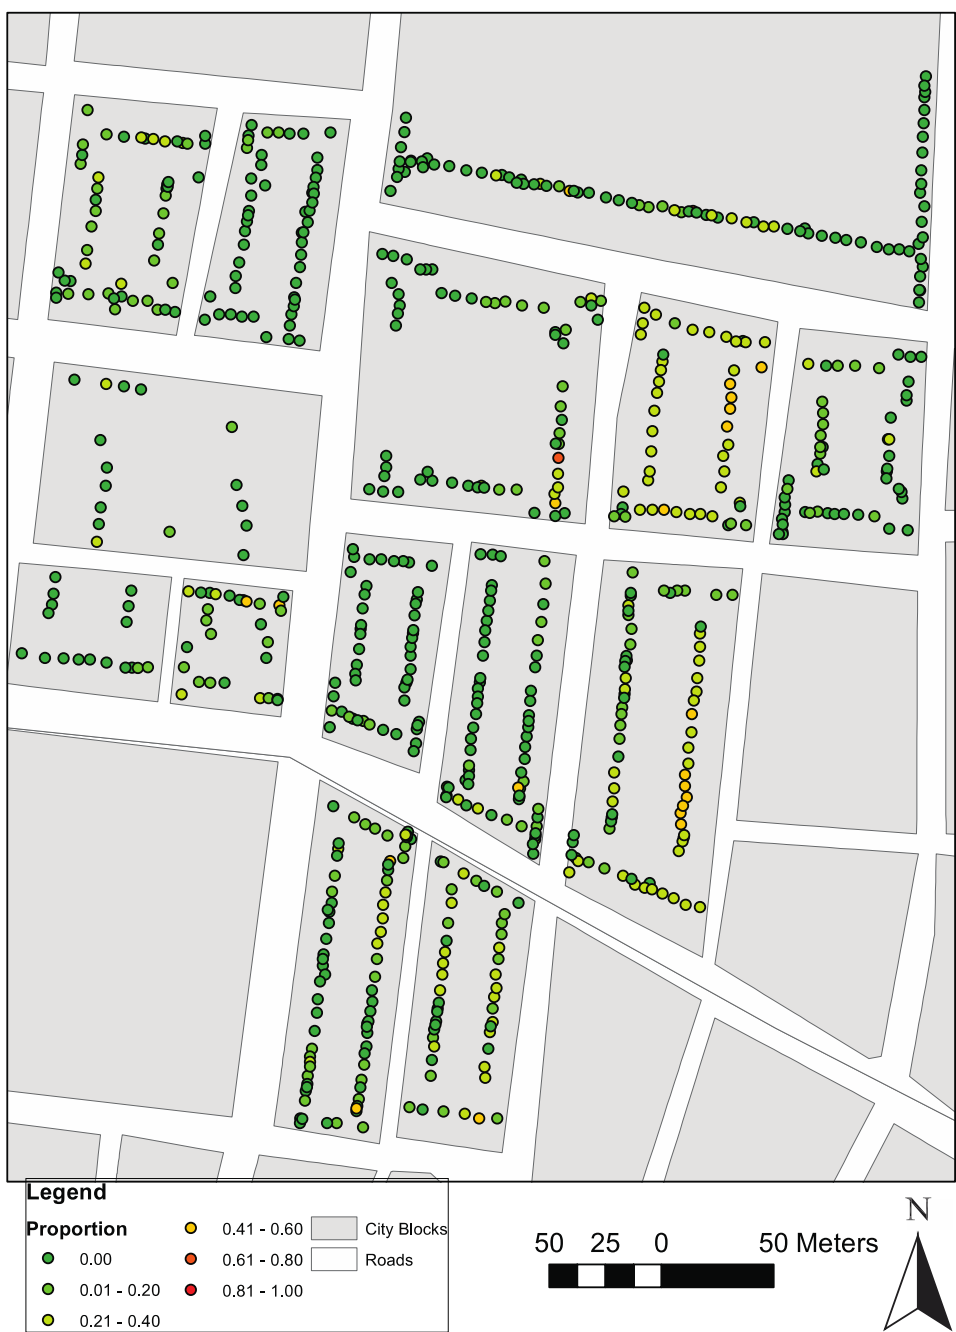 Legend
Proportion
0.00
0.01 - 0.20
0.21 - 0.40
0.41 - 0.60
0.61 - 0.80
0.81 - 1.00
City Blocks
Roads
50 25 0 50 Meters
N